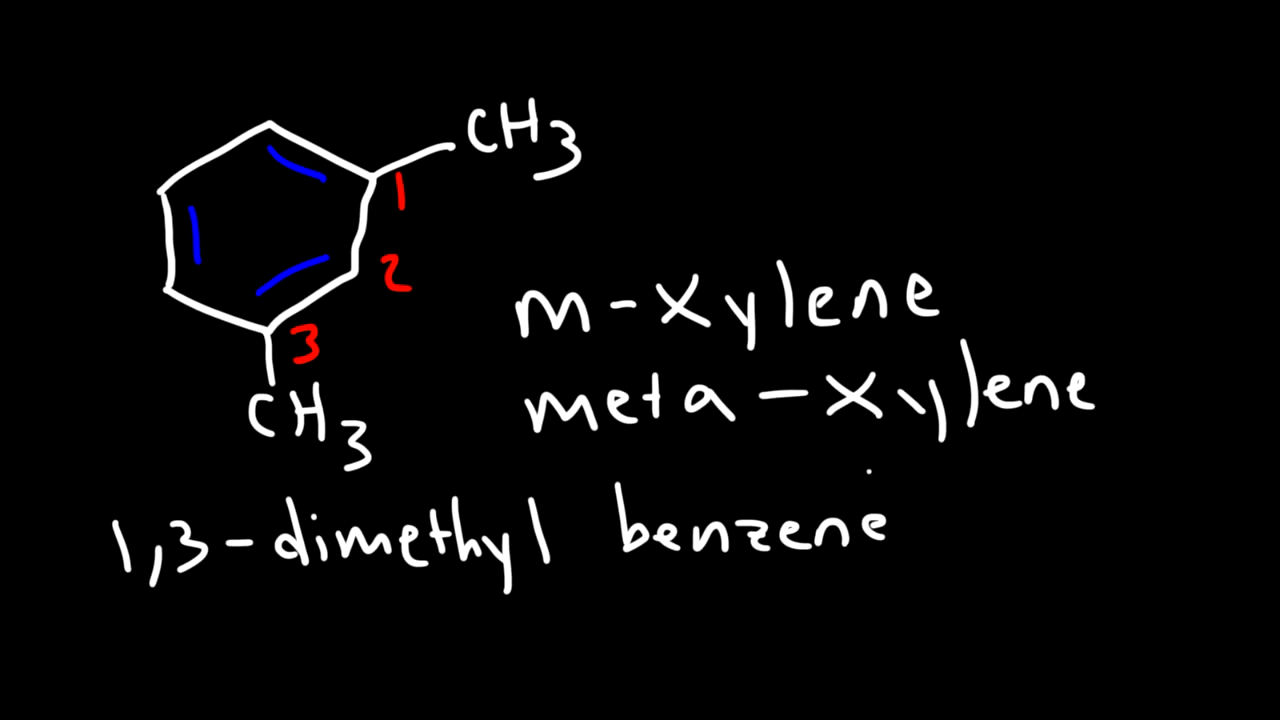 CH3
1
2
3
CH3
m-xylene
meta-xylene
1,3-dimethyl benzene